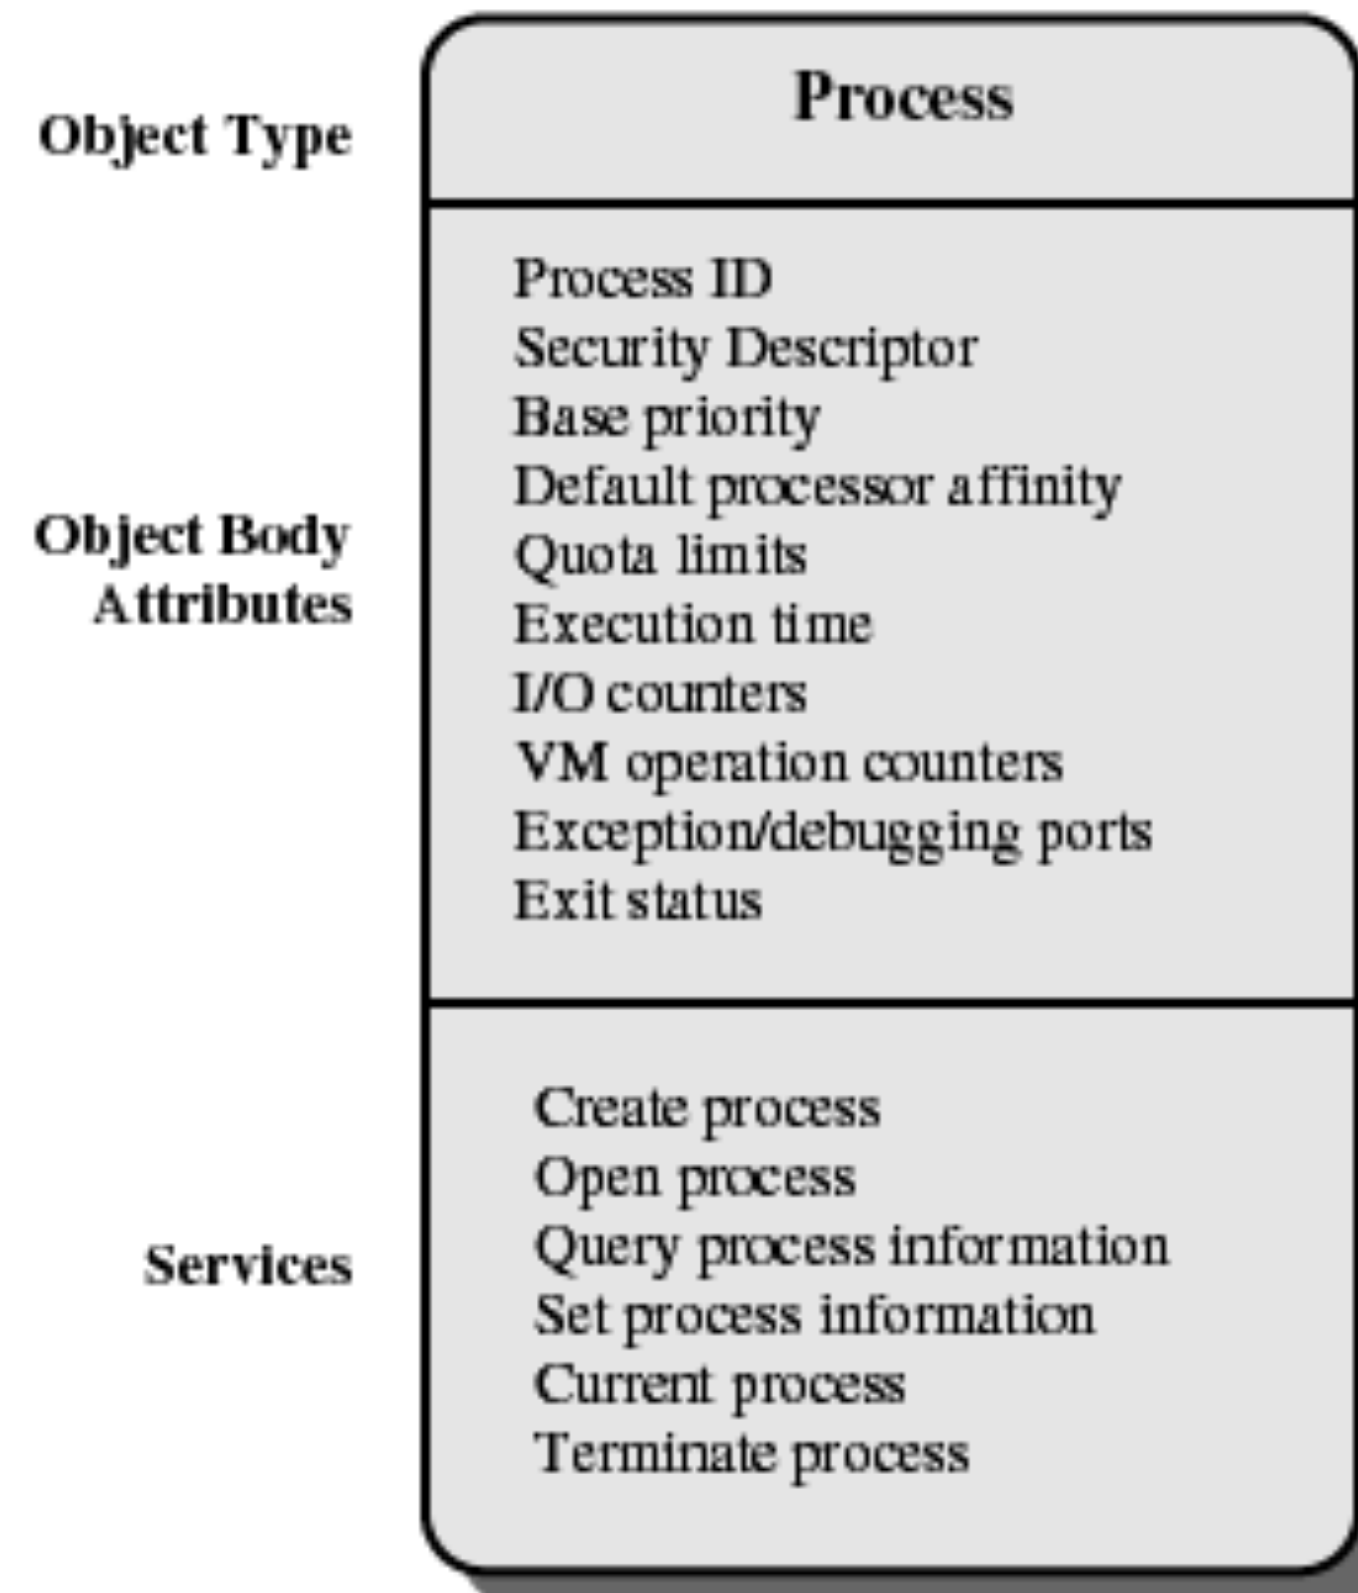 Process
Object Type
Process ID
Security Descriptor
Base priority
Default processor affinity
Quota limits
Execution time
I/O counters
VM operation counters
Exception/debugging ports
Exit status
Object Body
Attributes
Create process
Open process
Query process information
Set process information
Current process
Terminate process
Services